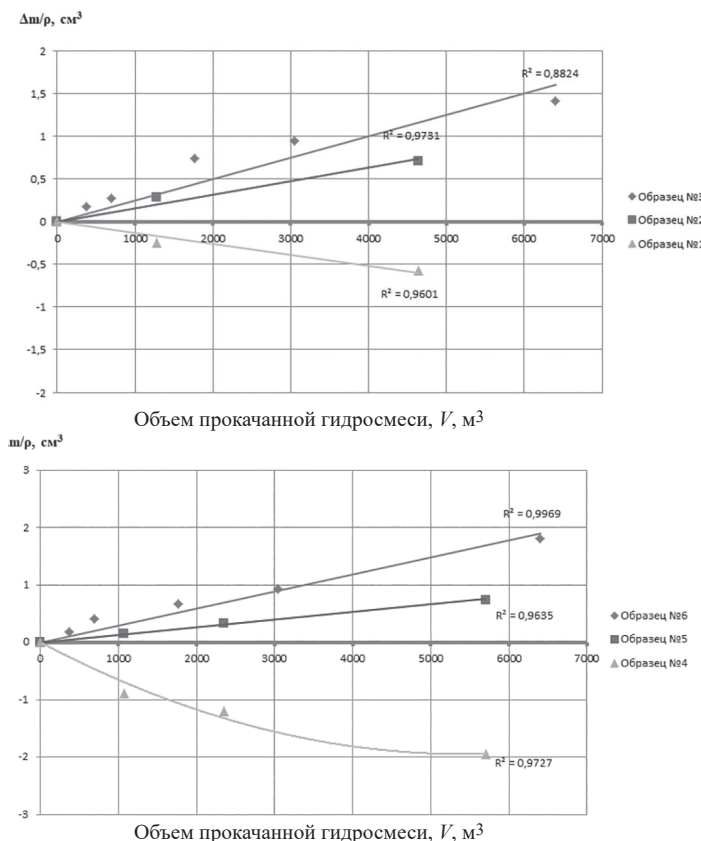 Δm/ρ, см³
2
1,5
1
0,5
0
-0,5
-1
-1,5
-2
0
1000
2000
3000
4000
5000
6000
7000
R² = 0,8824
R² = 0,9731
R² = 0,9601
Образец №3
Образец №2
Образец №1
Объем прокачанной гидросмеси, V, м³
m/ρ, см³
3
2
1
0
-1
-2
-3
0
1000
2000
3000
4000
5000
6000
7000
R² = 0,9969
R² = 0,9635
R² = 0,9727
Образец №6
Образец №5
Образец №4
Объем прокачанной гидросмеси, V, м³